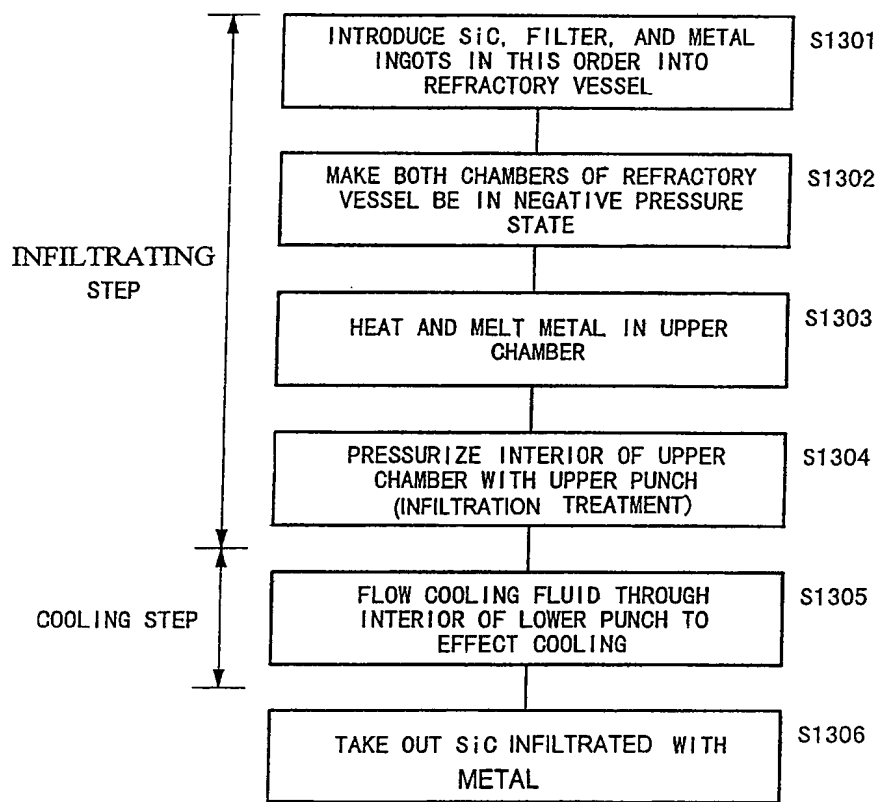 INTRODUCE SiC, FILTER, AND METAL
INGOTS IN THIS ORDER INTO
REFRACTORY VESSEL
S1301
MAKE BOTH CHAMBERS OF REFRACTORY
VESSEL BE IN NEGATIVE PRESSURE
STATE
S1302
INFILTRATING
STEP
HEAT AND MELT METAL IN UPPER
CHAMBER
S1303
PRESSURIZE INTERIOR OF UPPER
CHAMBER WITH UPPER PUNCH
(INFILTRATION TREATMENT)
S1304
COOLING STEP
FLOW COOLING FLUID THROUGH
INTERIOR OF LOWER PUNCH TO
EFFECT COOLING
S1305
TAKE OUT SiC INFILTRATED WITH
METAL
S1306